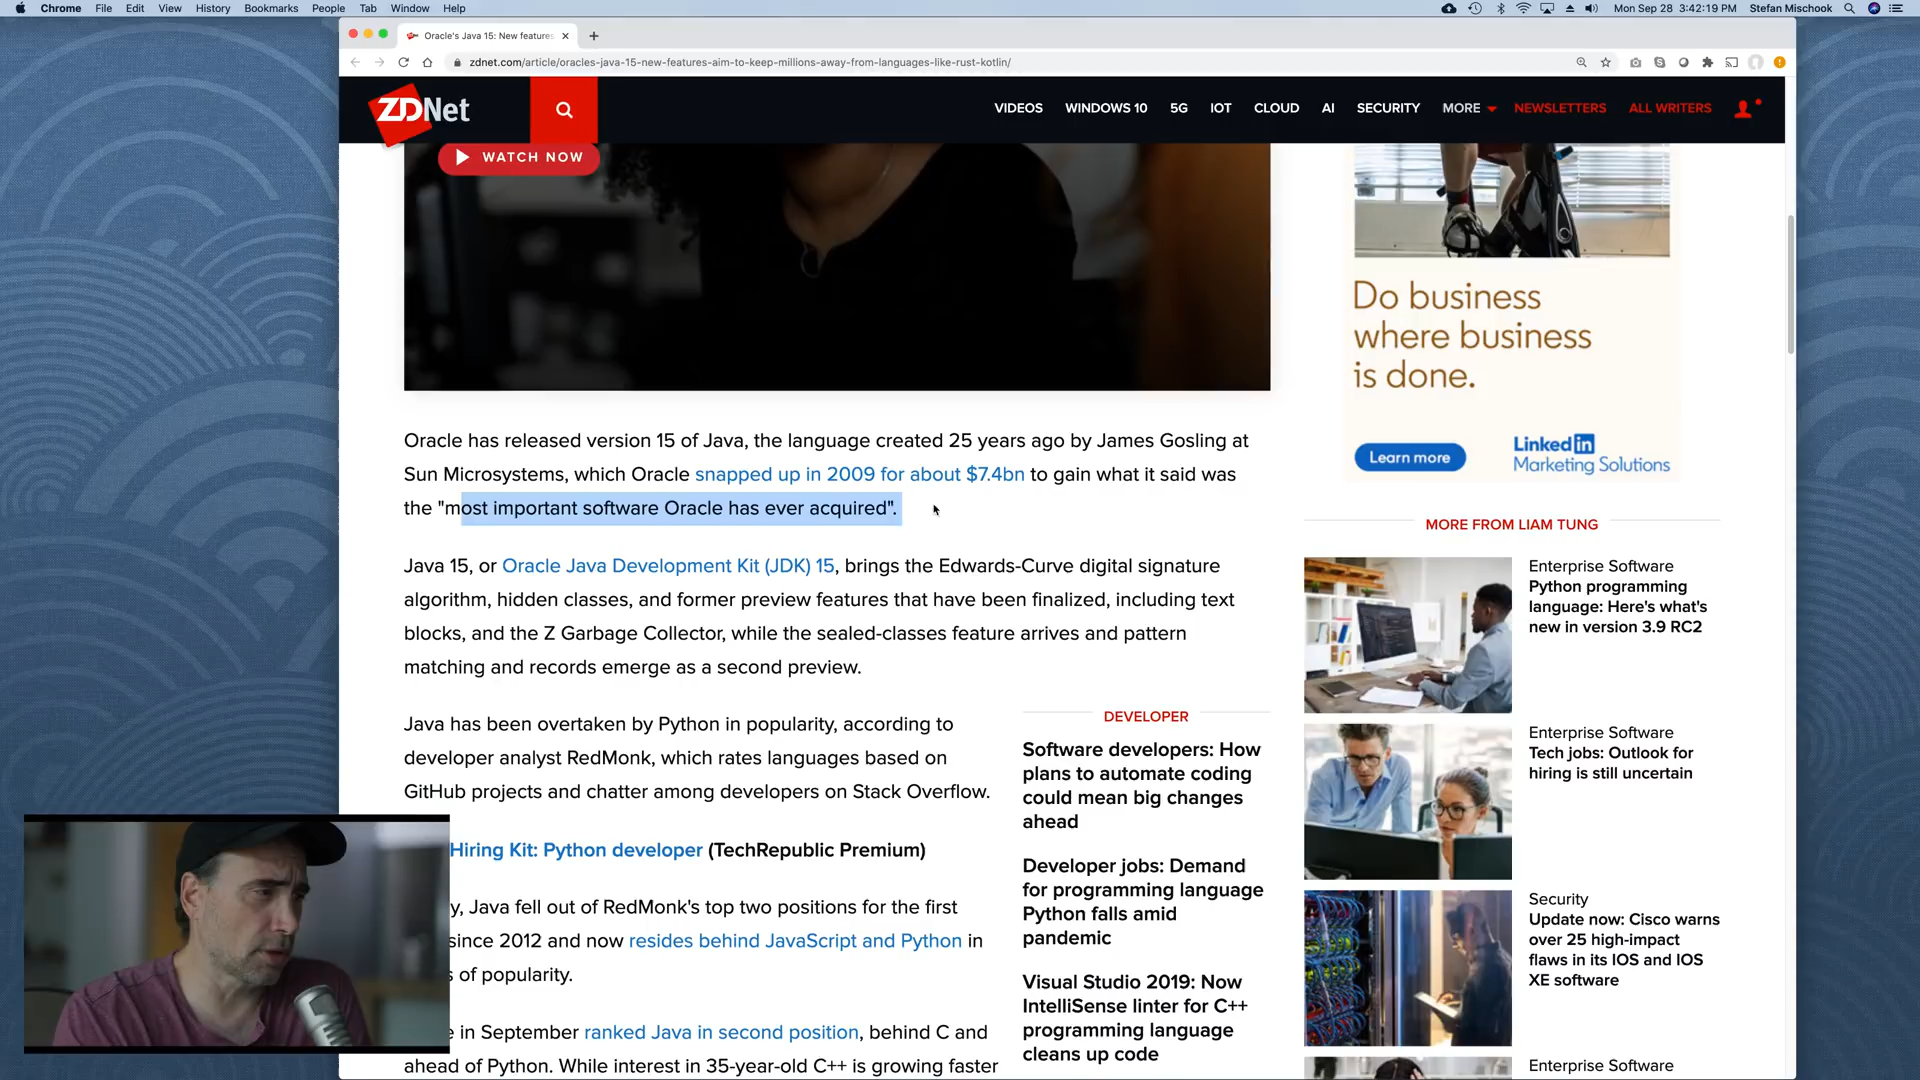 Chrome File Edit View History Bookmarks People Tab Window Help
Mon Sep 28 3:42:19 PM Stefan Mischook
Oracle's Java 15: New features
zdnet.com/article/oracles-java-15-new-features-aim-to-keep-millions-away-from-languages-like-rust-kotlin/
ZDNet
VIDEOS WINDOWS 10 5G IOT CLOUD AI SECURITY MORE NEWSLETTERS ALL WRITERS
WATCH NOW
Oracle has released version 15 of Java, the language created 25 years ago by James Gosling at
Sun Microsystems, which Oracle snapped up in 2009 for about $7.4bn to gain what it said was
the "most important software Oracle has ever acquired".
Java 15, or Oracle Java Development Kit (JDK) 15, brings the Edwards-Curve digital signature
algorithm, hidden classes, and former preview features that have been finalized, including text
blocks, and the Z Garbage Collector, while the sealed-classes feature arrives and pattern
matching and records emerge as a second preview.
Java has been overtaken by Python in popularity, according to
developer analyst RedMonk, which rates languages based on
GitHub projects and chatter among developers on Stack Overflow.
Hiring Kit: Python developer (TechRepublic Premium)
y, Java fell out of RedMonk's top two positions for the first
since 2012 and now resides behind JavaScript and Python in
s of popularity.
e in September ranked Java in second position, behind C and
ahead of Python. While interest in 35-year-old C++ is growing faster
DEVELOPER
Software developers: How
plans to automate coding
could mean big changes
ahead
Developer jobs: Demand
for programming language
Python falls amid
pandemic
Visual Studio 2019: Now
IntelliSense linter for C++
programming language
cleans up code
Do business
where business
is done.
Learn more
Linked in
Marketing Solutions
MORE FROM LIAM TUNG
Enterprise Software
Python programming
language: Here's what's
new in version 3.9 RC2
Enterprise Software
Tech jobs: Outlook for
hiring is still uncertain
Security
Update now: Cisco warns
over 25 high-impact
flaws in its IOS and IOS
XE software
Enterprise Software